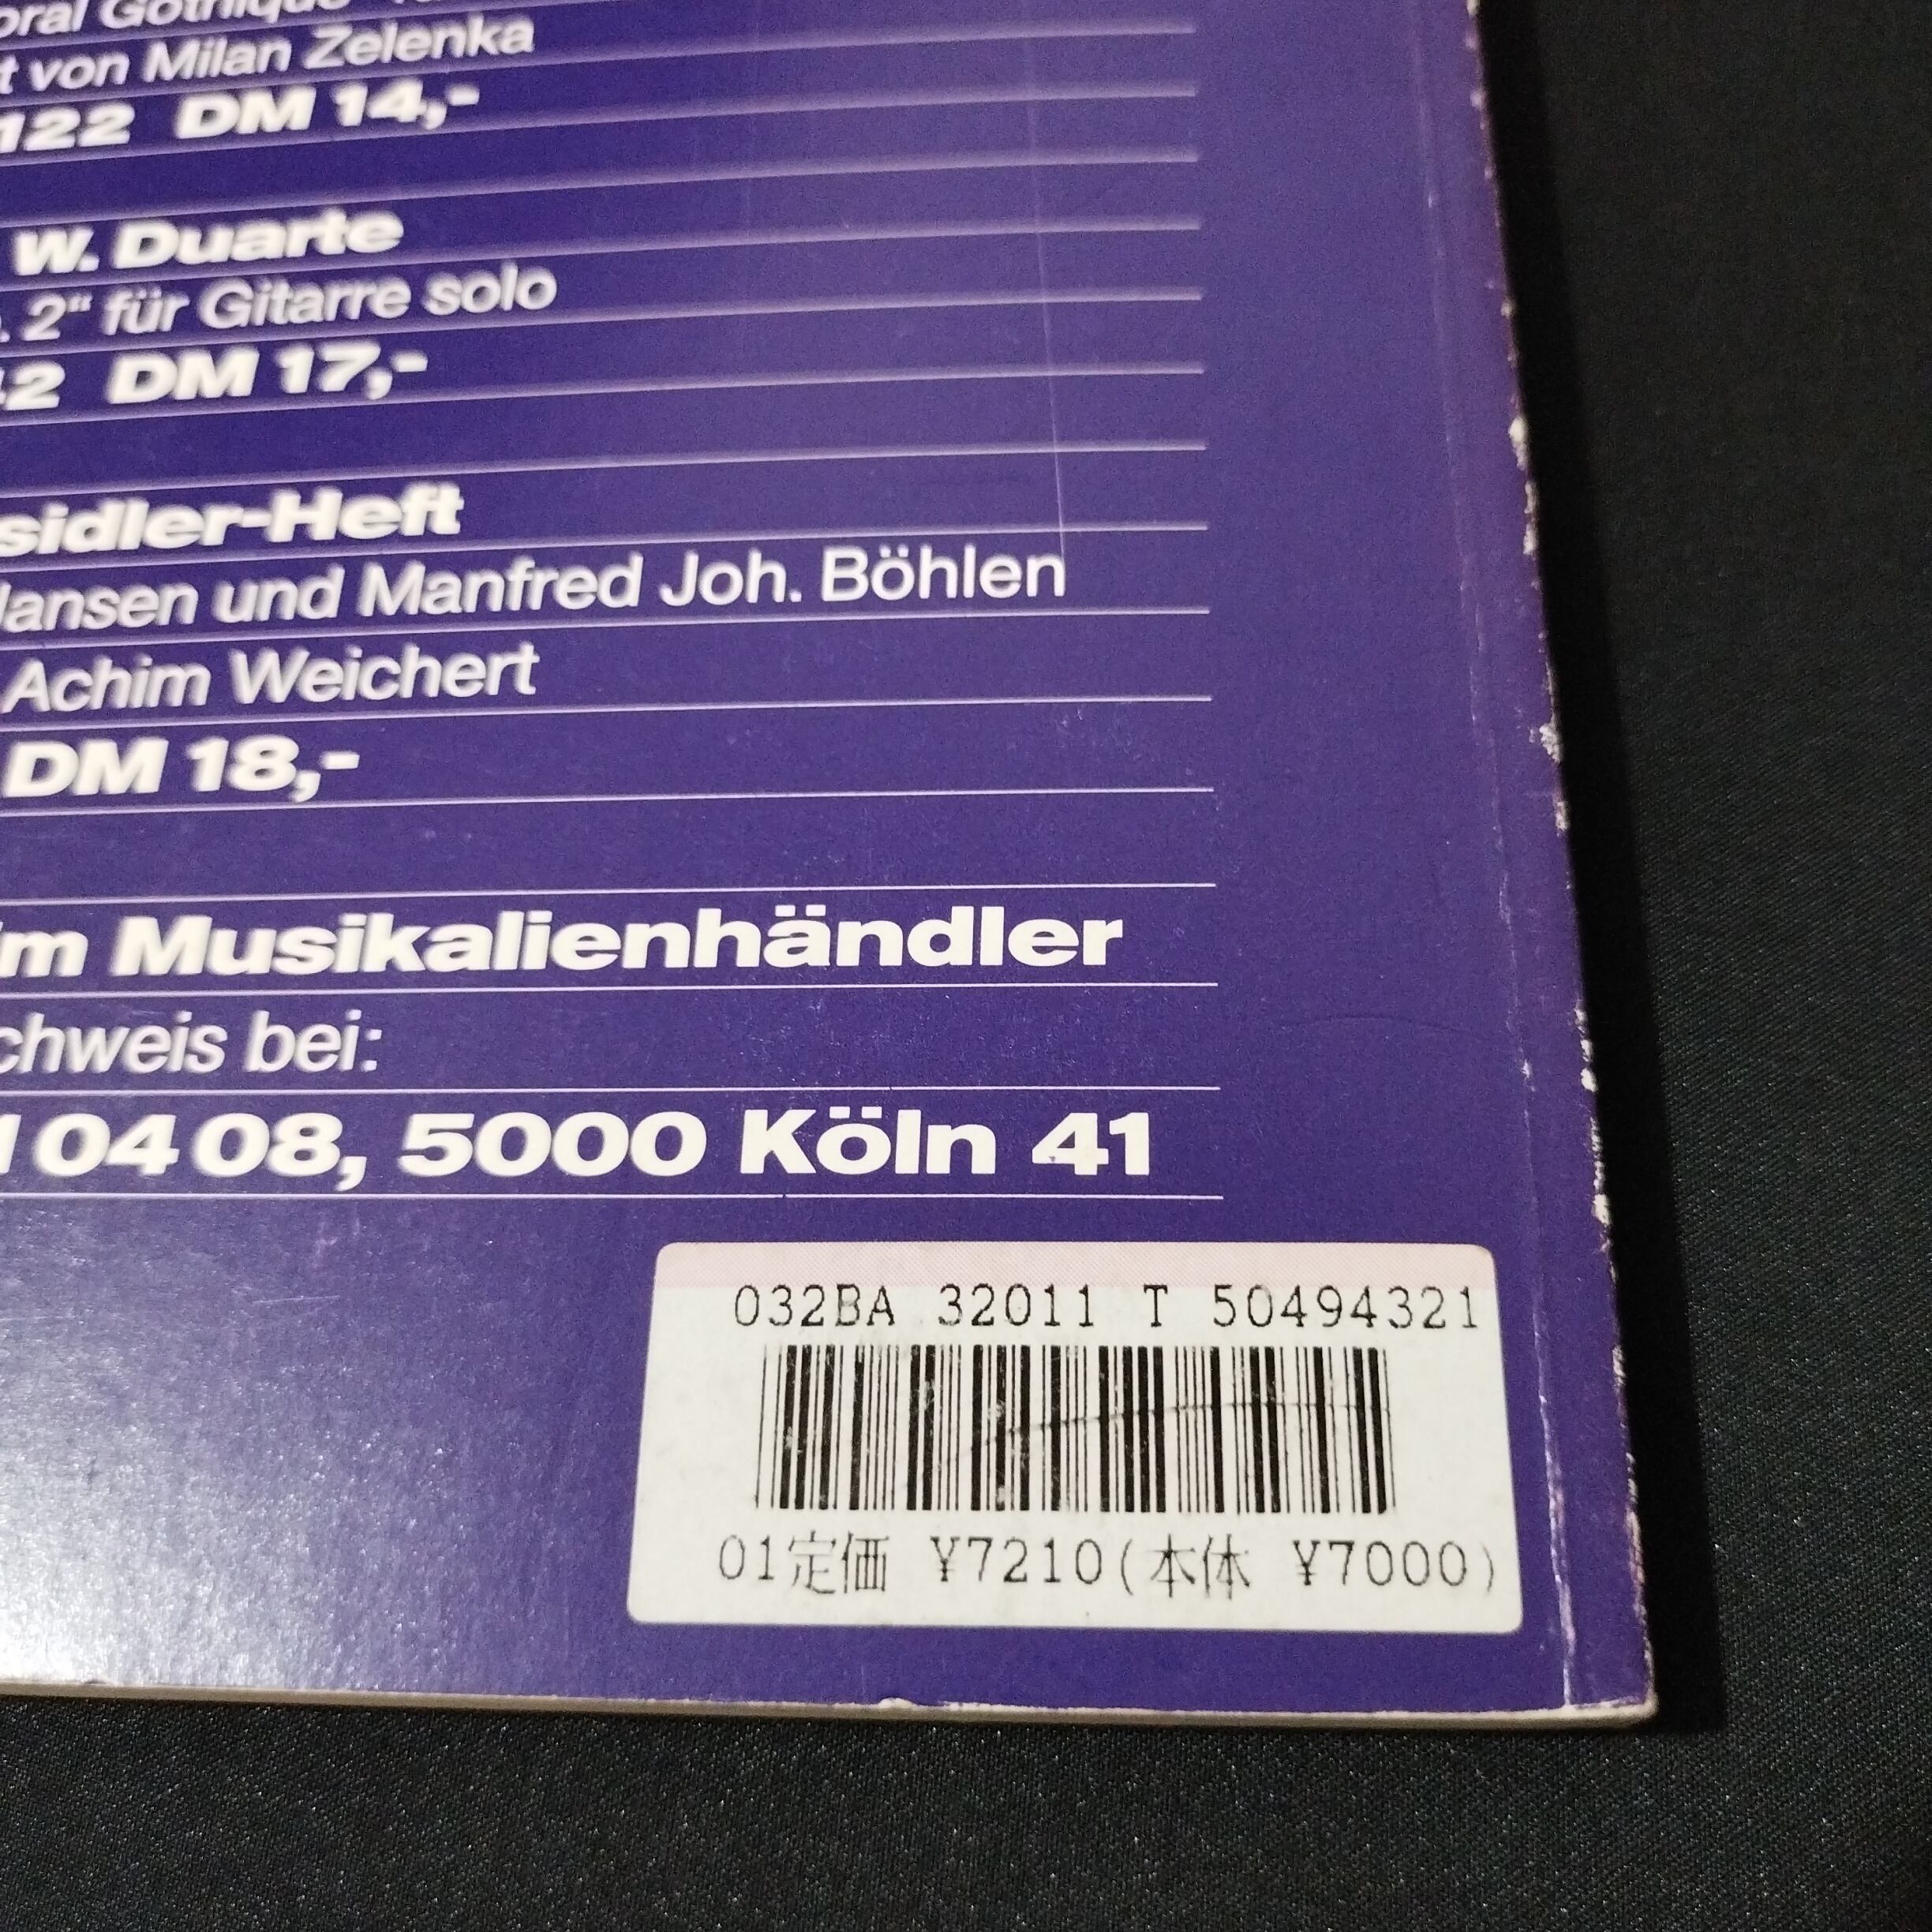 von Milan Zelenka
122 DM 14,-
W. Duarte
2“ für Gitarre solo
DM 17,-
sidler-Heft
Jansen und Manfred Joh. Böhlen
Achim Weichert
DM 18,-
im Musikalienhändler
chweis bei:
10408, 5000 Köln 41
032BA 32011 T 50494321
01定価 ¥7210(本体 ¥7000)